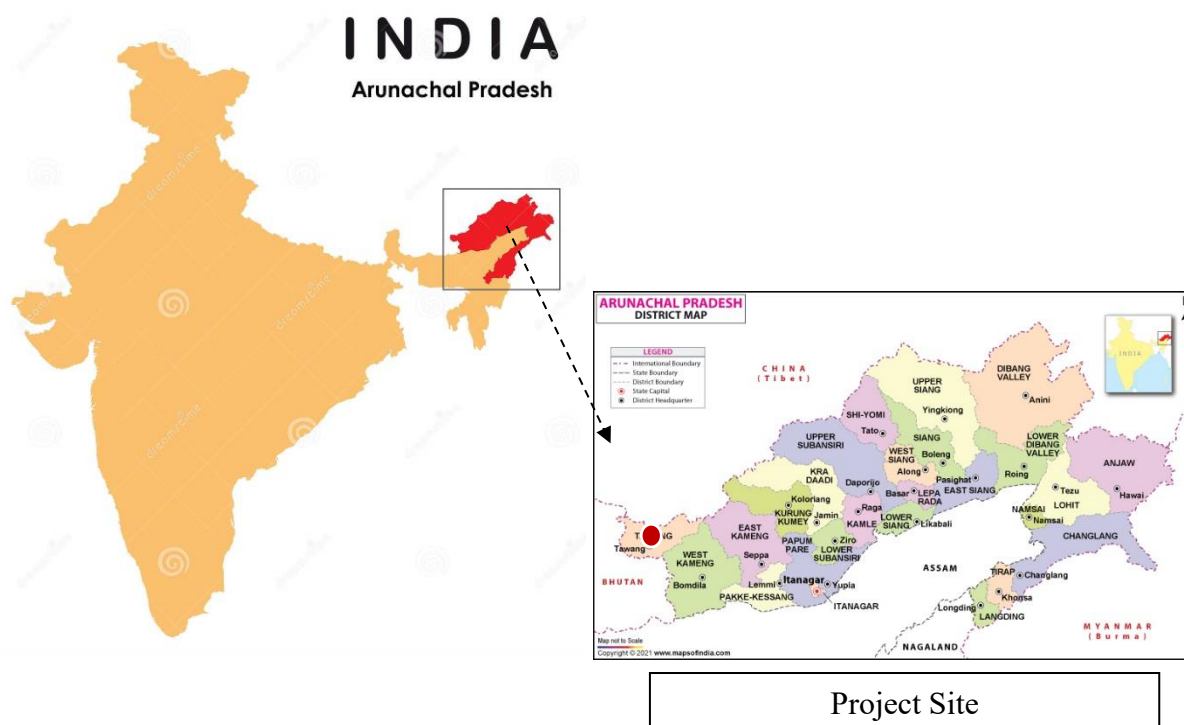 INDIA
Arunachal Pradesh
dreamstime
dreamstime
dreamstime
ARUNACHAL PRADESH
DISTRICT MAP
LEGEND
International Boundary
State Boundary
District Boundary
State Capital
District Headquarter
CHINA
(Tibet)
INDIA
DIBANG
VALLEY
Anini
UPPER
SIANG
Yingkiong
SHI-YOMI
Tato
SIANG
Boleng
UPPER
SUBANSIRI
WEST
SIANG
Along
LOWER
DIBANG
VALLEY
Roing
ANJAW
Hawai
KRA
DAADI
Daporijo
Pasighat
EAST SIANG
Basar
LEPA
RADA
Tezu
LOHIT
Koloriang
KURUNG
KUMEY
Jamin
Raga
KAMLE
LOWER
SIANG
Likabali
NAMSAI
Namsai
Tawang
EAST
KAMENG
Seppa
PAPUM
PARE
Ziro
LOWER
SUBANSIRI
CHANGLANG
WEST
KAMENG
Bomdila
BHUTAN
Lemmi
Itanagar
Yupia
PAKKE-KESSANG
ITANAGAR
ASSAM
TIRAP
Changlang
Khonsa
Longding
LANGDING
MYANMAR
(Burma)
NAGALAND
Map not to Scale
Copyright © 2021 www.mapsofindia.com
Project Site